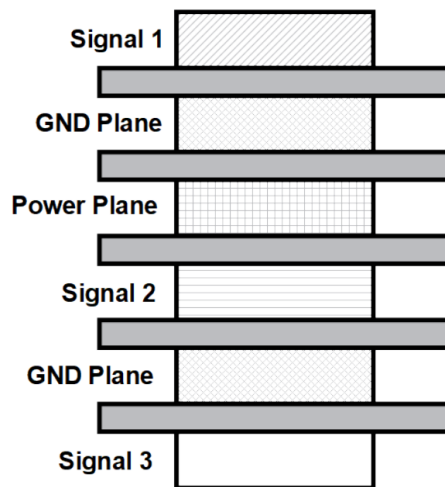 Signal 1
GND Plane
Power Plane
Signal 2
GND Plane
Signal 3